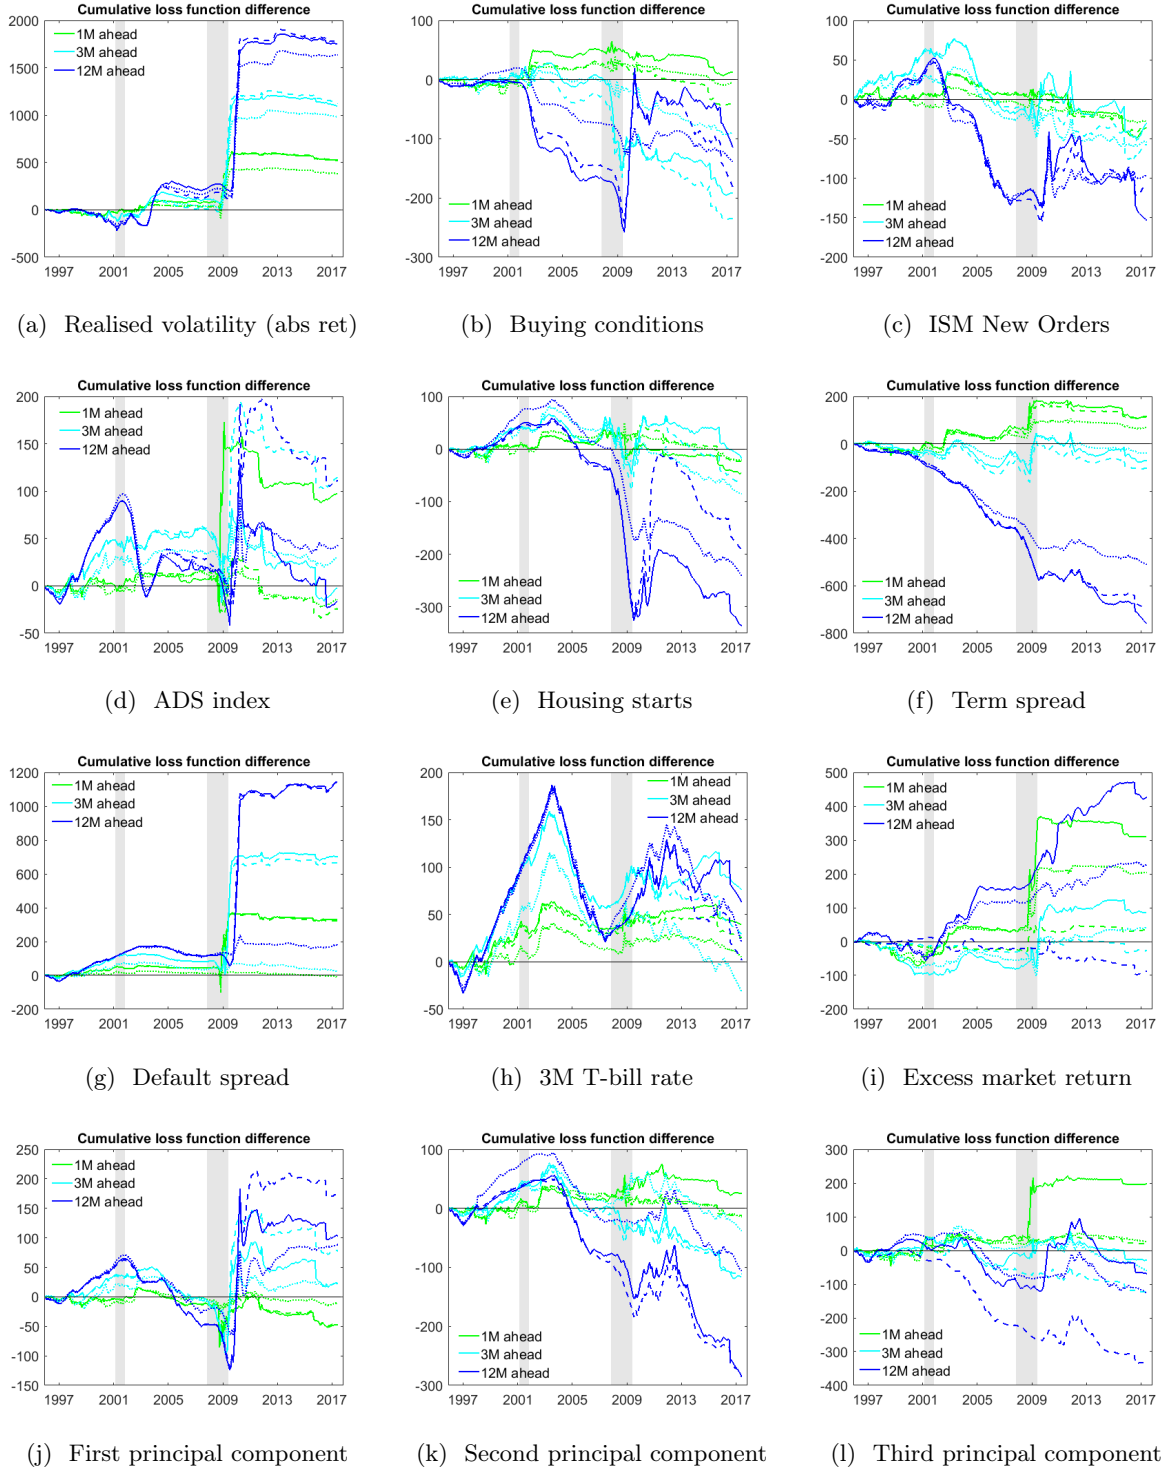 Cumulative loss function difference
2000
1500
1000
500
0
-500
1M ahead
3M ahead
12M ahead
1997 2001 2005 2009 2013 2017
(a) Realised volatility (abs ret)
Cumulative loss function difference
100
0
-100
-200
-300
1M ahead
3M ahead
12M ahead
1997 2001 2005 2009 2013 2017
(b) Buying conditions
Cumulative loss function difference
100
50
0
-50
-100
-150
-200
1M ahead
3M ahead
12M ahead
1997 2001 2005 2009 2013 2017
(c) ISM New Orders
Cumulative loss function difference
200
150
100
50
0
-50
1M ahead
3M ahead
12M ahead
1997 2001 2005 2009 2013 2017
(d) ADS index
Cumulative loss function difference
100
0
-100
-200
-300
1M ahead
3M ahead
12M ahead
1997 2001 2005 2009 2013 2017
(e) Housing starts
Cumulative loss function difference
200
0
-200
-400
-600
-800
1M ahead
3M ahead
12M ahead
1997 2001 2005 2009 2013 2017
(f) Term spread
Cumulative loss function difference
1200
1000
800
600
400
200
0
-200
1M ahead
3M ahead
12M ahead
1997 2001 2005 2009 2013 2017
(g) Default spread
Cumulative loss function difference
200
150
100
50
0
-50
1M ahead
3M ahead
12M ahead
1997 2001 2005 2009 2013 2017
(h) 3M T-bill rate
Cumulative loss function difference
500
400
300
200
100
0
-100
-200
1M ahead
3M ahead
12M ahead
1997 2001 2005 2009 2013 2017
(i) Excess market return
Cumulative loss function difference
250
200
150
100
50
0
-50
-100
-150
1M ahead
3M ahead
12M ahead
1997 2001 2005 2009 2013 2017
(j) First principal component
Cumulative loss function difference
100
0
-100
-200
-300
1M ahead
3M ahead
12M ahead
1997 2001 2005 2009 2013 2017
(k) Second principal component
Cumulative loss function difference
300
200
100
0
-100
-200
-300
-400
1M ahead
3M ahead
12M ahead
1997 2001 2005 2009 2013 2017
(l) Third principal component